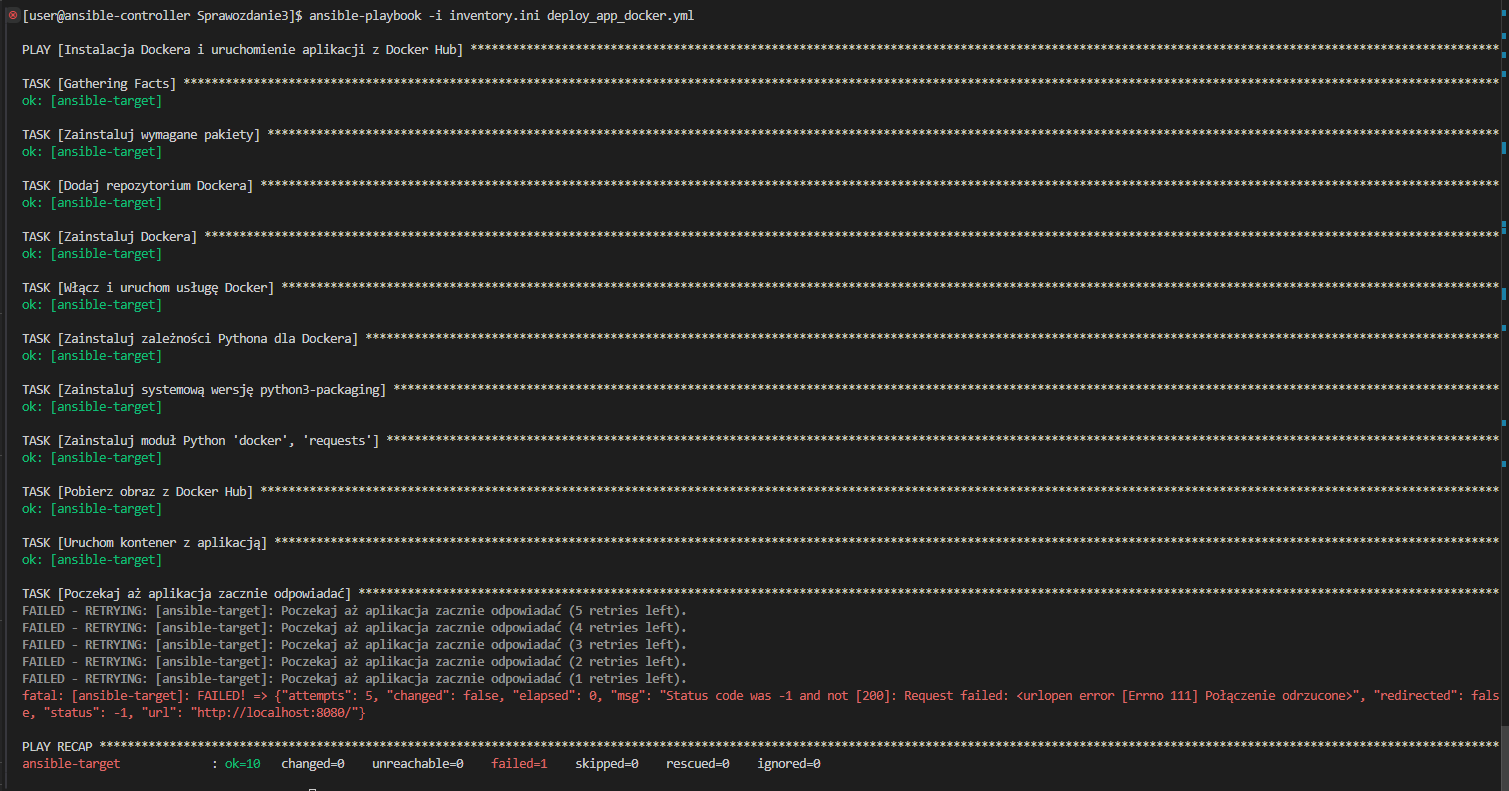 [user@ansible-controller Sprawozdanie3]$ ansible-playbook -i inventory.ini deploy_app_docker.yml
PLAY [Instalacja Dockera i uruchomienie aplikacji z Docker Hub] ****************************************************************************************************************************************************
TASK [Gathering Facts] *********************************************************************************************************************************************************************************************
ok: [ansible-target]
TASK [Zainstaluj wymagane pakiety] *********************************************************************************************************************************************************************************
ok: [ansible-target]
TASK [Dodaj repozytorium Dockera] **********************************************************************************************************************************************************************************
ok: [ansible-target]
TASK [Zainstaluj Dockera] ******************************************************************************************************************************************************************************************
ok: [ansible-target]
TASK [Włącz i uruchom usługę Docker] *******************************************************************************************************************************************************************************
ok: [ansible-target]
TASK [Zainstaluj zależności Pythona dla Dockera] *******************************************************************************************************************************************************************
ok: [ansible-target]
TASK [Zainstaluj systemową wersję python3-packaging] ***************************************************************************************************************************************************************
ok: [ansible-target]
TASK [Zainstaluj moduł Python 'docker', 'requests'] ****************************************************************************************************************************************************************
ok: [ansible-target]
TASK [Pobierz obraz z Docker Hub] **********************************************************************************************************************************************************************************
ok: [ansible-target]
TASK [Uruchom kontener z aplikacją] ********************************************************************************************************************************************************************************
ok: [ansible-target]
TASK [Poczekaj aż aplikacja zacznie odpowiadać] ********************************************************************************************************************************************************************
FAILED - RETRYING: [ansible-target]: Poczekaj aż aplikacja zacznie odpowiadać (5 retries left).
FAILED - RETRYING: [ansible-target]: Poczekaj aż aplikacja zacznie odpowiadać (4 retries left).
FAILED - RETRYING: [ansible-target]: Poczekaj aż aplikacja zacznie odpowiadać (3 retries left).
FAILED - RETRYING: [ansible-target]: Poczekaj aż aplikacja zacznie odpowiadać (2 retries left).
FAILED - RETRYING: [ansible-target]: Poczekaj aż aplikacja zacznie odpowiadać (1 retries left).
fatal: [ansible-target]: FAILED! => {"attempts": 5, "changed": false, "elapsed": 0, "msg": "Status code was -1 and not [200]: Request failed: <urlopen error [Errno 111] Połączenie odrzucone>", "redirected": fals
e, "status": -1, "url": "http://localhost:8080/"}
PLAY RECAP *********************************************************************************************************************************************************************************************************
ansible-target             : ok=10   changed=0    unreachable=0    failed=1    skipped=0    rescued=0    ignored=0